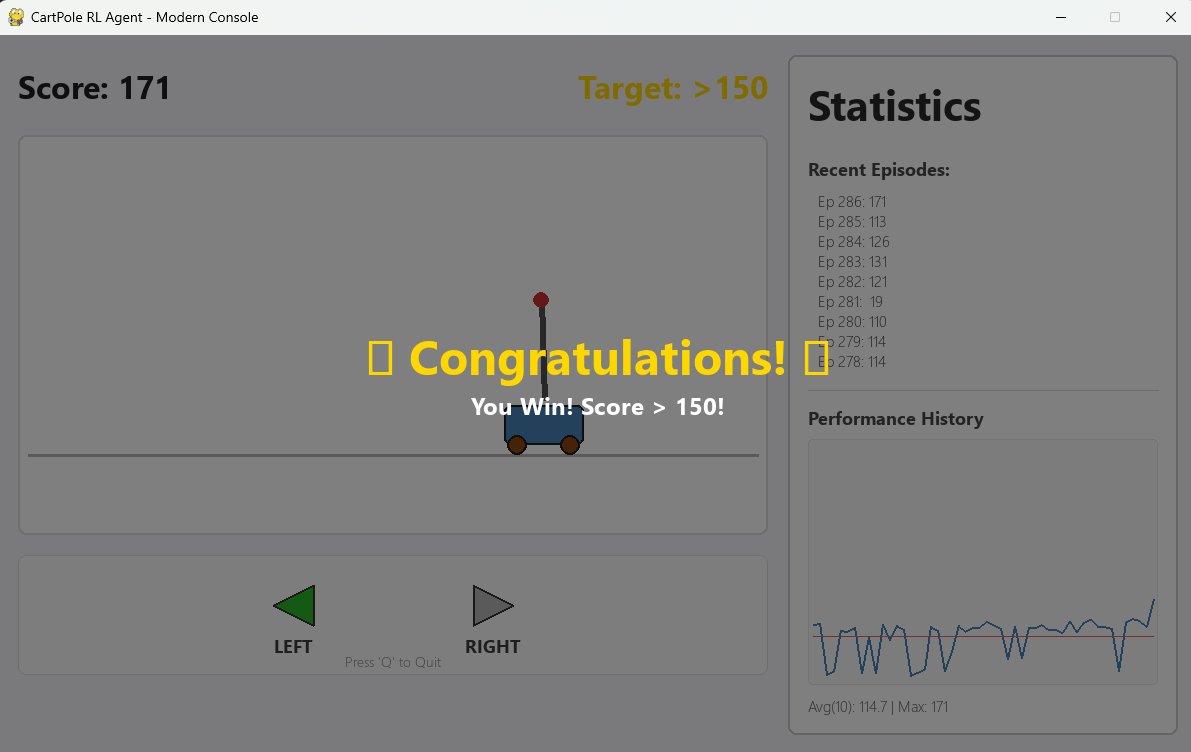 CartPole RL Agent - Modern Console
Score: 171
Target: >150
Congratulations!
You Win! Score > 150!
LEFT
RIGHT
Press 'Q' to Quit
Statistics
Recent Episodes:
Ep 286: 171
Ep 285: 113
Ep 284: 126
Ep 283: 131
Ep 282: 121
Ep 281: 19
Ep 280: 110
Ep 279: 114
Ep 278: 114
Performance History
Avg(10): 114.7 | Max: 171